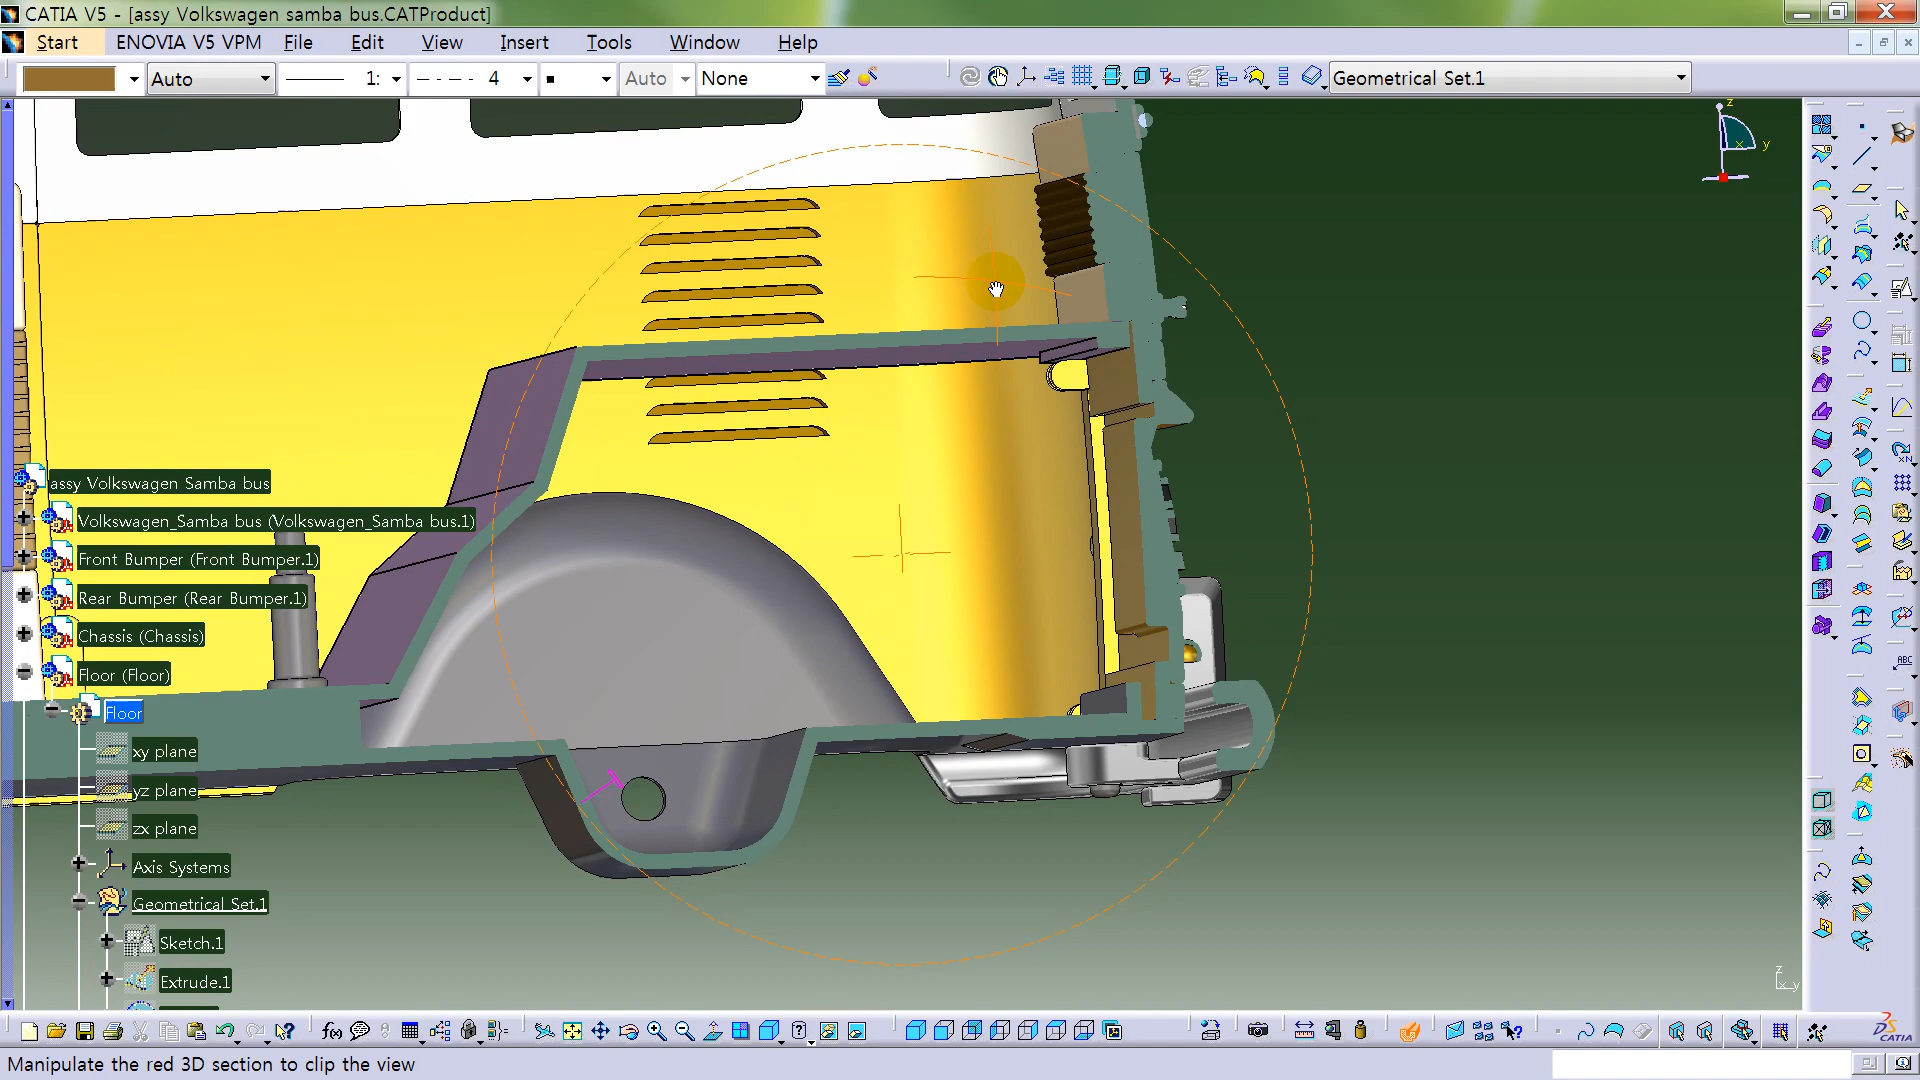 CATIA V5 - [assy Volkswagen samba bus.CATProduct]
Start ENOVIA V5 VPM File Edit View Insert Tools Window Help
Auto 1: 4 Auto None Geometrical Set.1
z
x y
assy Volkswagen Samba bus
Volkswagen_Samba bus (Volkswagen_Samba bus.1)
Front Bumper (Front Bumper.1)
Rear Bumper (Rear Bumper.1)
Chassis (Chassis)
Floor (Floor)
Floor
xy plane
yz plane
zx plane
Axis Systems
Geometrical Set.1
Sketch.1
Extrude.1
z
x y
ABC
f(x)
CATIA
Manipulate the red 3D section to clip the view